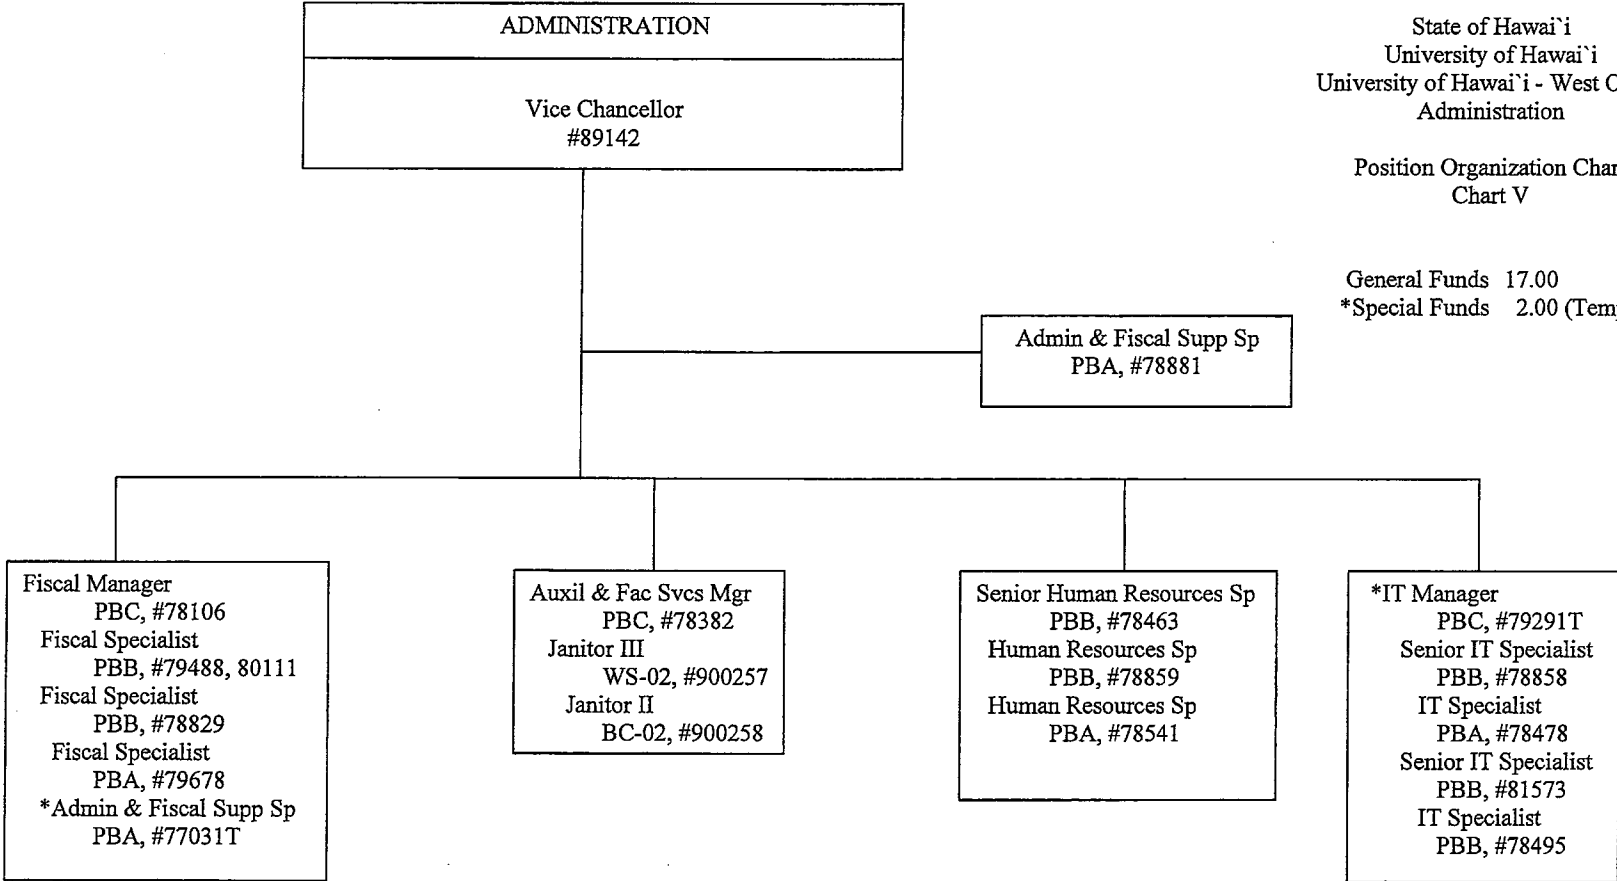 ADMINISTRATION
Vice Chancellor
#89142
State of Hawai`i
University of Hawai`i
University of Hawai`i - West
Administration
Position Organization
Chart V
General Funds 17.00
*Special Funds 2.00
Admin & Fiscal Supp Sp
PBA, #78881
Fiscal Manager
PBC, #78106
Fiscal Specialist
PBB, #79488, 80111
Fiscal Specialist
PBB, #78829
Fiscal Specialist
PBA, #79678
*Admin & Fiscal Supp Sp
PBA, #77031T
Auxil & Fac Svcs Mgr
PBC, #78382
Janitor III
WS-02, #900257
Janitor II
BC-02, #900258
Senior Human Resources Sp
PBB, #78463
Human Resources Sp
PBB, #78859
Human Resources Sp
PBA, #78541
*IT Manager
PBC, #79291T
Senior IT Specialist
PBB, #78858
IT Specialist
PBA, #78478
Senior IT Specialist
PBB, #81573
IT Specialist
PBB, #78495